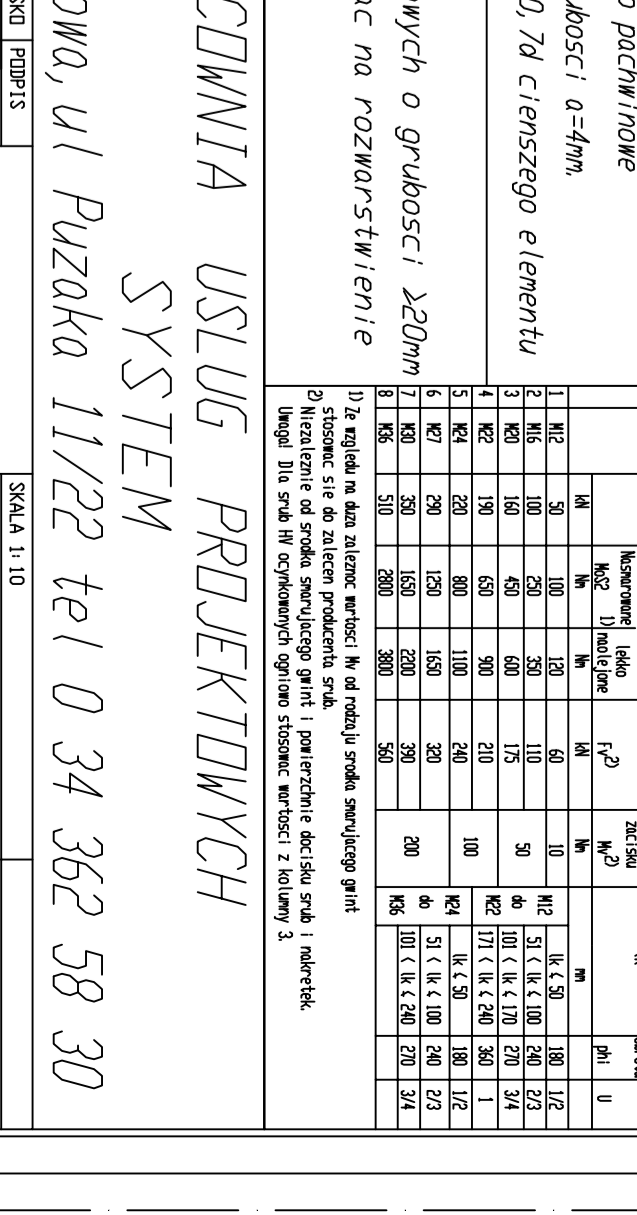 o pachwinowe
ubosci a=4mm.
0,7d cienszego elementu
owych o grubosci ≥20mm
ac na rozwarstwienie
Nasmarowane zacisku
MoS2 1) lekko naolejone Fv2) Mv2) phi U
kN Nm Nm kN Nm mm
1 M12 50 100 120 60 10 M12 lk ≤ 50 180 1/2
2 M16 100 250 350 110 50 do 51 < lk ≤ 100 240 2/3
3 M20 160 450 600 175 101 < lk ≤ 170 270 3/4
4 M22 190 650 900 210 100 M22 171 < lk ≤ 240 360 1
5 M24 220 800 1100 240 M24 lk ≤ 50 180 1/2
6 M27 290 1250 1650 320 200 do 51 < lk ≤ 100 240 2/3
7 M30 350 1650 2200 390 101 < lk ≤ 240 270 3/4
8 M36 510 2800 3800 560 M36
1) Ze wzgledu na duza zaleznoc wartosci Mv od rodzaju srodka smarujacego gwint
stosowac sie do zalecen producenta srub.
2) Niezaleznie od srodka smarujacego gwint i powierzchnie docisku srub i nakretek.
Uwaga! Dla srub HV ocynkowanych ogniowo stosowac wartosci z kolumny 3.
COWNIA USLUG PROJEKTOWYCH
SYSTEM
owa, ul Puzaka 11/22 tel 0 34 362 58 30
SKO PODPIS
SKALA 1:10